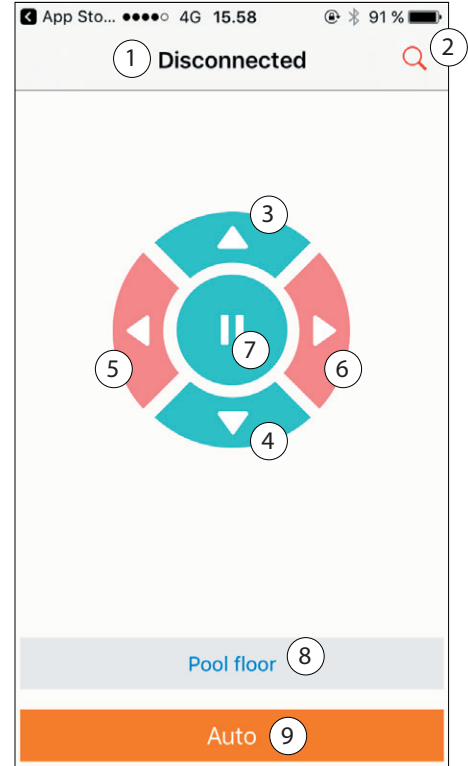 App Sto... 4G 15.58 91 %
1 Disconnected 2
3
7
5 6
4
Pool floor 8
Auto 9